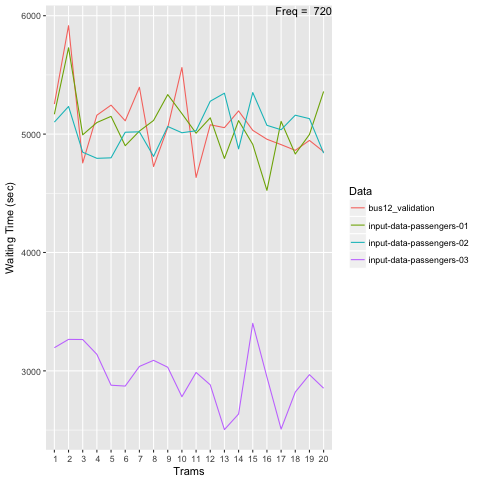 Freq = 720
6000
5000
4000
3000
Waiting Time (sec)
1 2 3 4 5 6 7 8 9 10 11 12 13 14 15 16 17 18 19 20
Trams
Data
bus12_validation
input-data-passengers-01
input-data-passengers-02
input-data-passengers-03